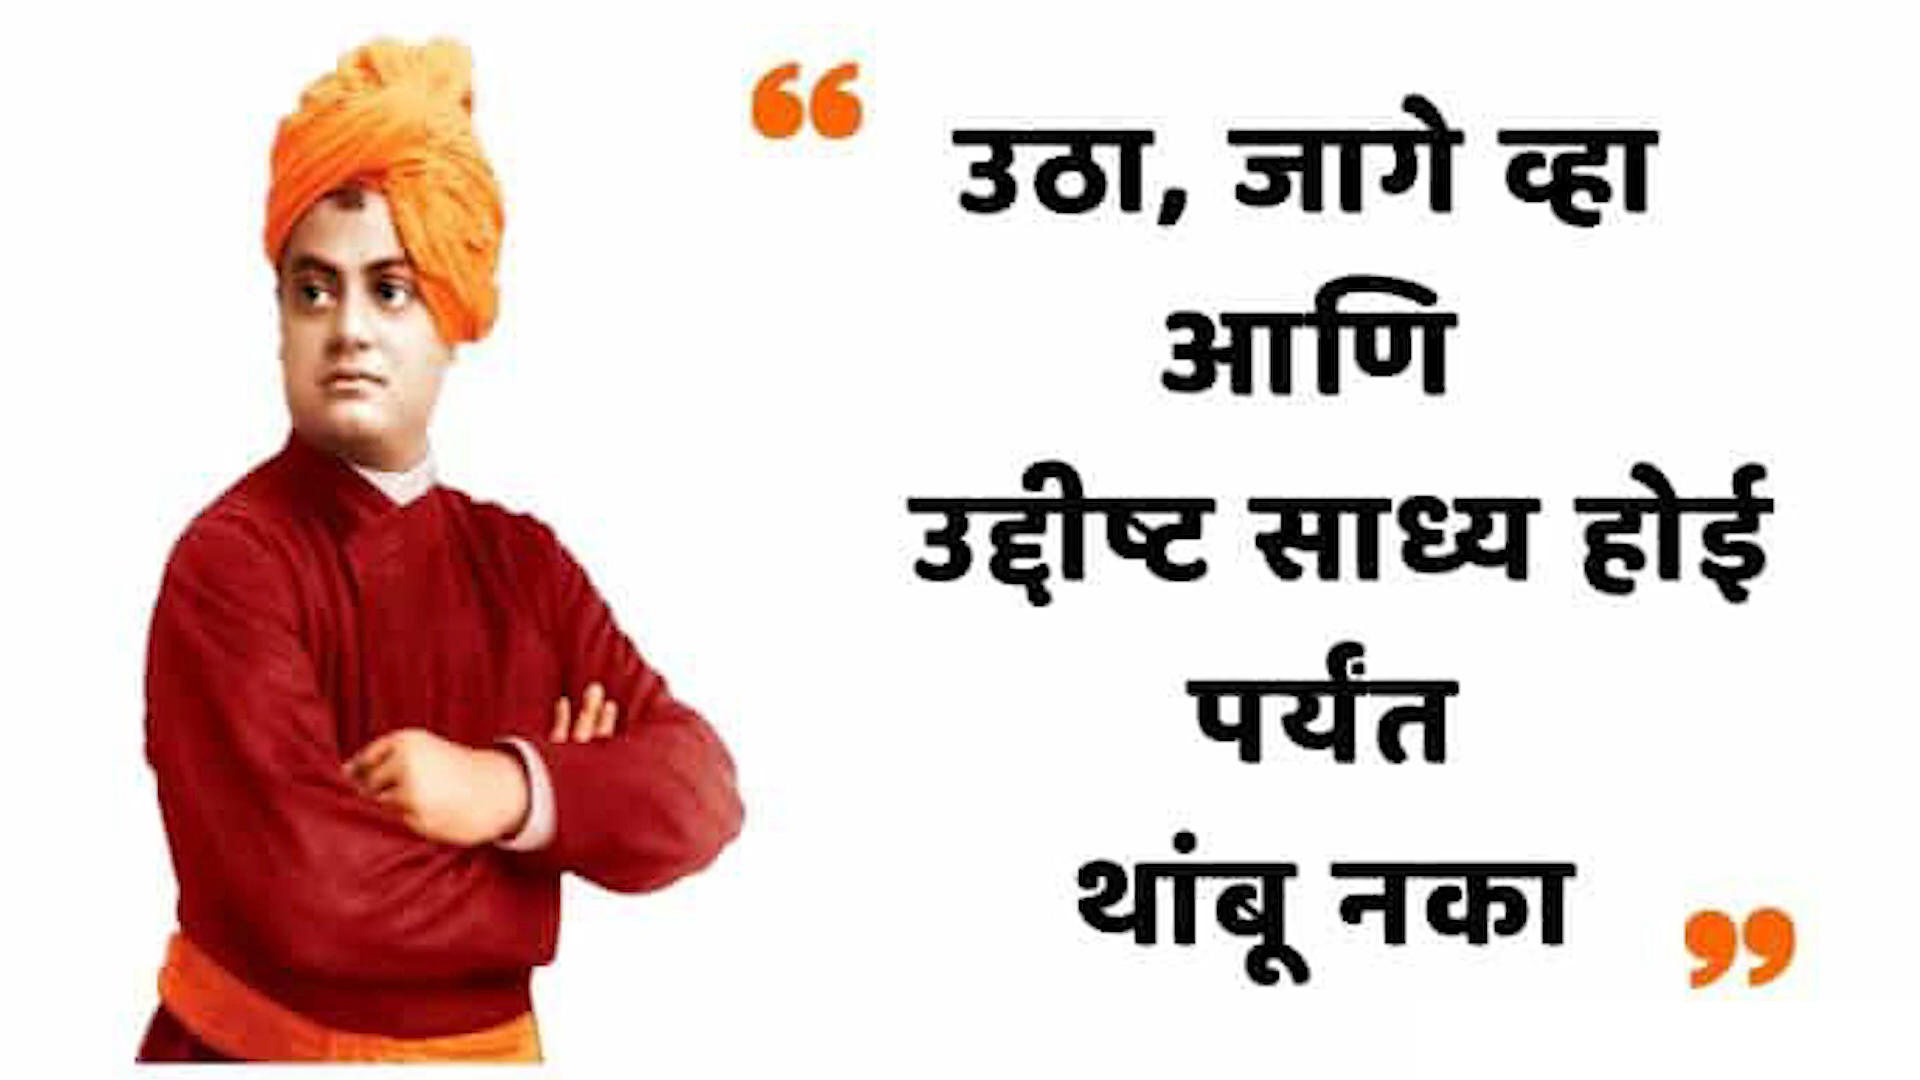 उठा, जागे व्हा
आणि
उद्दीष्ट साध्य होई
पर्यंत
थांबू नका